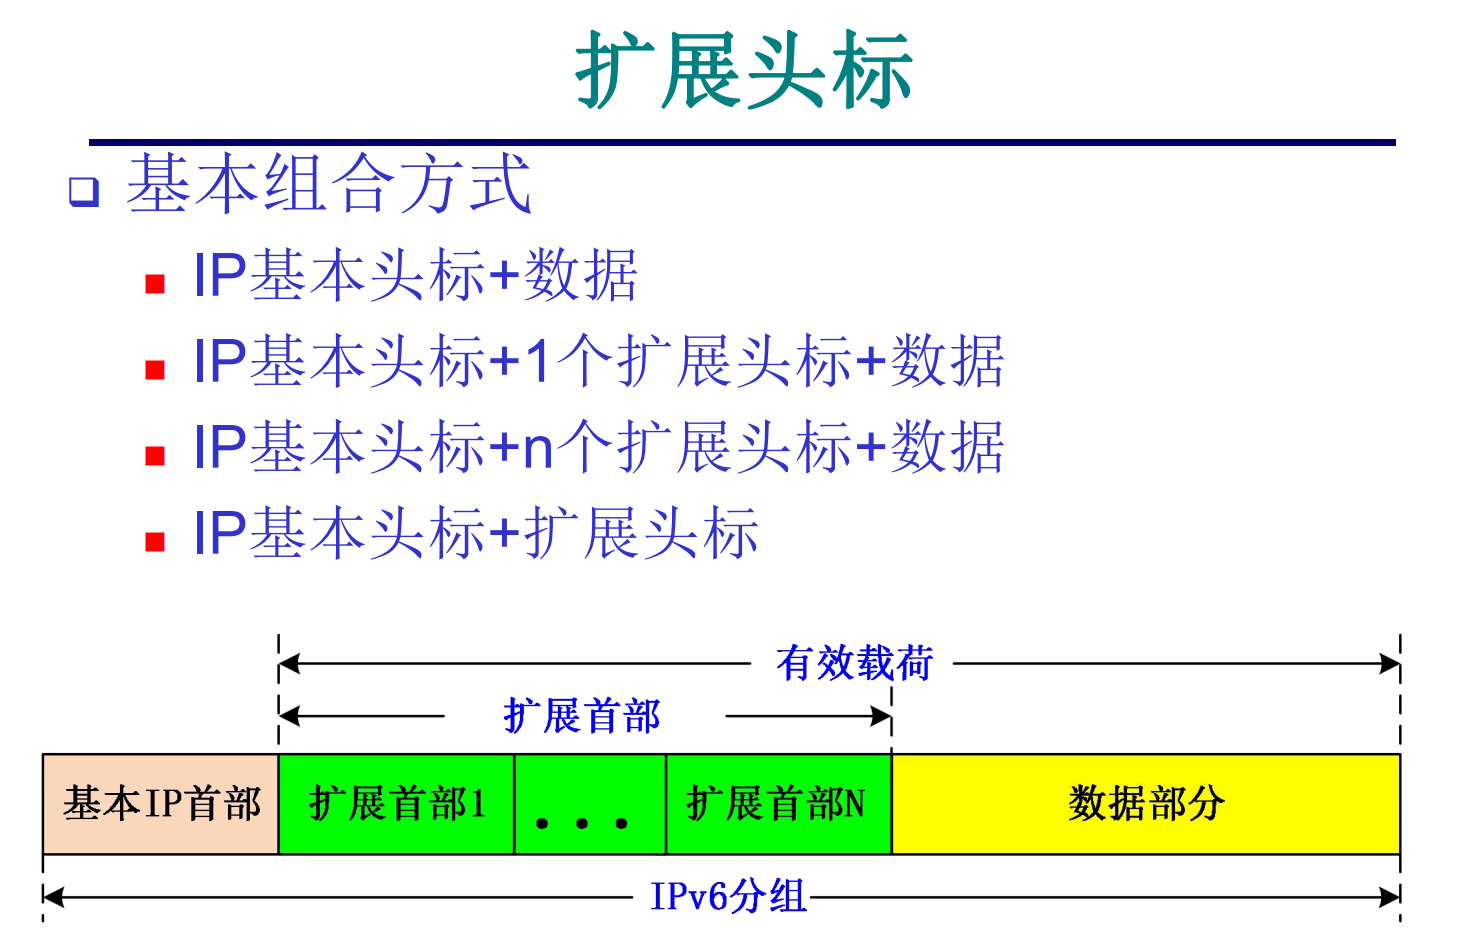 扩展头标
基本组合方式
IP基本头标+数据
IP基本头标+1个扩展头标+数据
IP基本头标+n个扩展头标+数据
IP基本头标+扩展头标
有效载荷
扩展首部
基本IP首部 扩展首部1 ... 扩展首部N 数据部分
IPv6分组